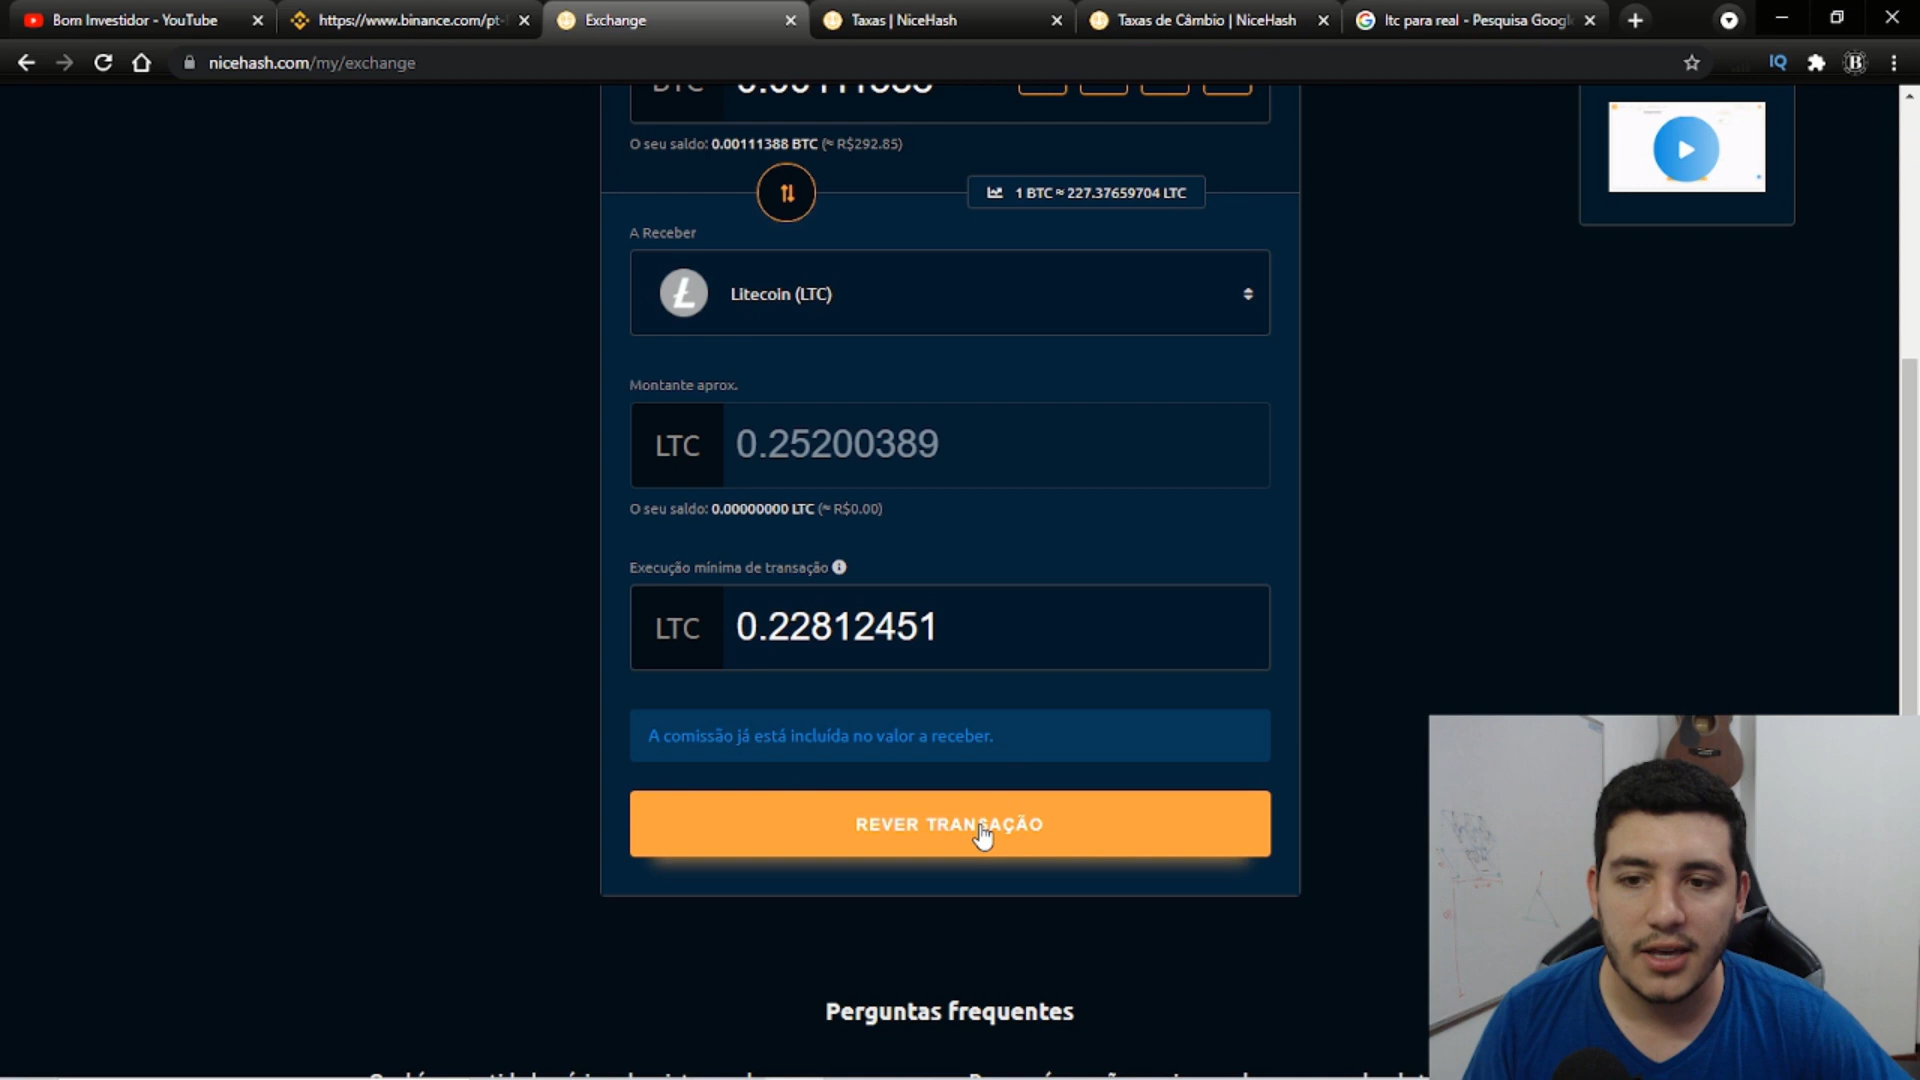 Bom Investidor - YouTube
https://www.binance.com/pt-
Exchange
Taxas | NiceHash
Taxas de Câmbio | NiceHash
ltc para real - Pesquisa Googl
nicehash.com/my/exchange
IQ
B
BTC
O seu saldo: 0.00111388 BTC (≈ R$292.85)
1 BTC ≈ 227.37659704 LTC
A Receber
Litecoin (LTC)
Montante aprox.
LTC 0.25200389
O seu saldo: 0.00000000 LTC (≈ R$0.00)
Execução mínima de transação
LTC 0.22812451
A comissão já está incluída no valor a receber.
REVER TRANSAÇÃO
Perguntas frequentes